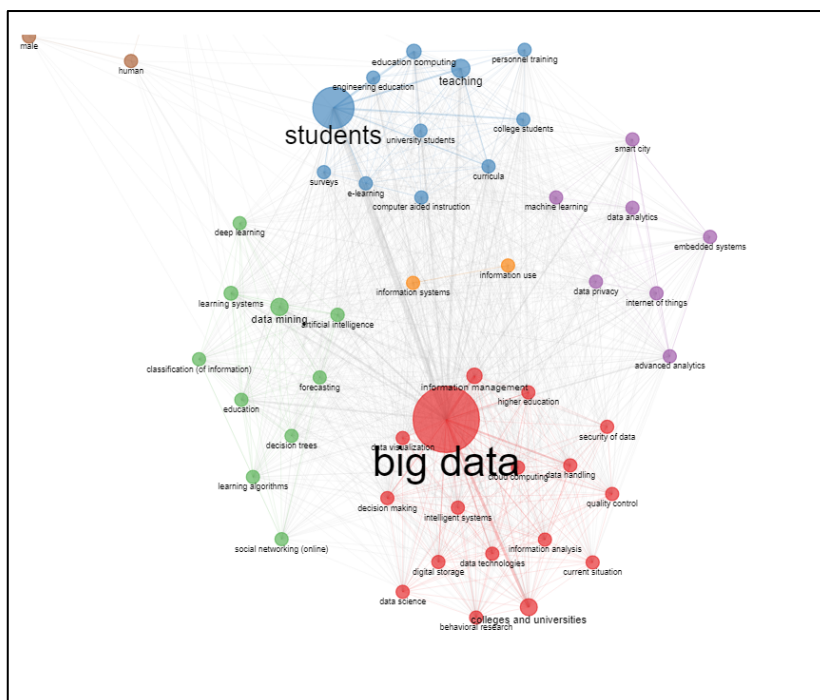 male
human
education computing
personnel training
engineering education
teaching
students
university students
college students
smart city
surveys
e-learning
curricula
computer aided instruction
machine learning
data analytics
deep learning
embedded systems
information use
information systems
data privacy
internet of things
learning systems
data mining
artificial intelligence
classification (of information)
advanced analytics
forecasting
information management
education
higher education
decision trees
data visualization
security of data
big data
cloud computing
data handling
learning algorithms
decision making
quality control
intelligent systems
social networking (online)
information analysis
digital storage
data technologies
current situation
data science
colleges and universities
behavioral research